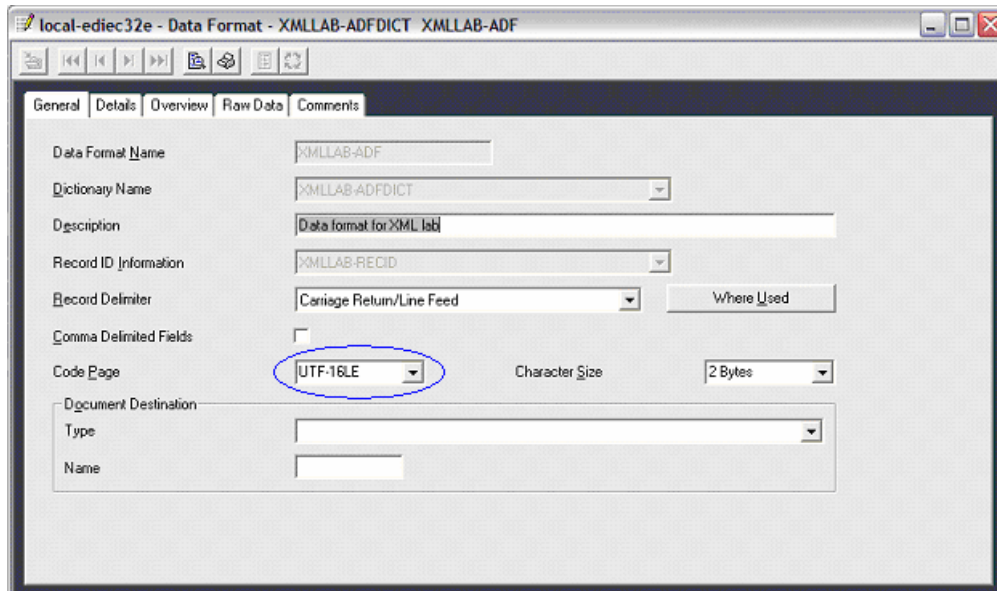 local-ediec32e - Data Format - XMLLAB-ADFDICT XMLLAB-ADF
General Details Overview Raw Data Comments
Data Format Name XMLLAB-ADF
Dictionary Name XMLLAB-ADFDICT
Description Data format for XML lab
Record ID Information XMLLAB-RECID
Record Delimiter Carriage Return/Line Feed Where Used
Comma Delimited Fields
Code Page UTF-16LE Character Size 2 Bytes
Document Destination
Type
Name